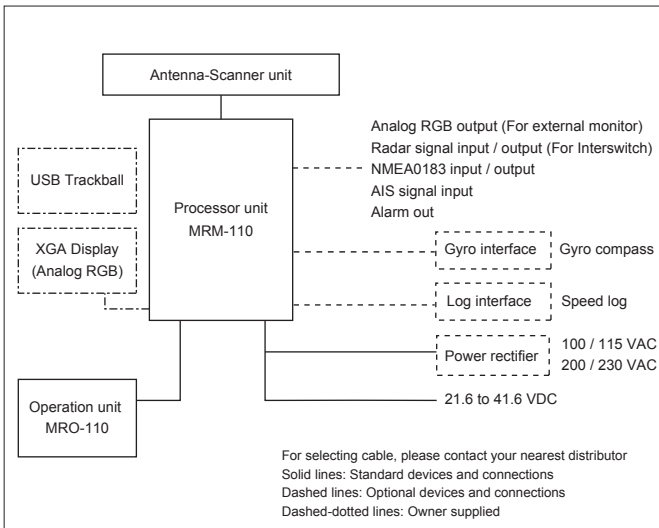 Antenna-Scanner unit
Analog RGB output (For external monitor)
Radar signal input / output (For Interswitch)
NMEA0183 input / output
AIS signal input
Alarm out
USB Trackball
Processor unit
MRM-110
XGA Display
(Analog RGB)
Gyro interface
Gyro compass
Log interface
Speed log
Power rectifier
100 / 115 VAC
200 / 230 VAC
Operation unit
MRO-110
21.6 to 41.6 VDC
For selecting cable, please contact your nearest distributor
Solid lines: Standard devices and connections
Dashed lines: Optional devices and connections
Dashed-dotted lines: Owner supplied